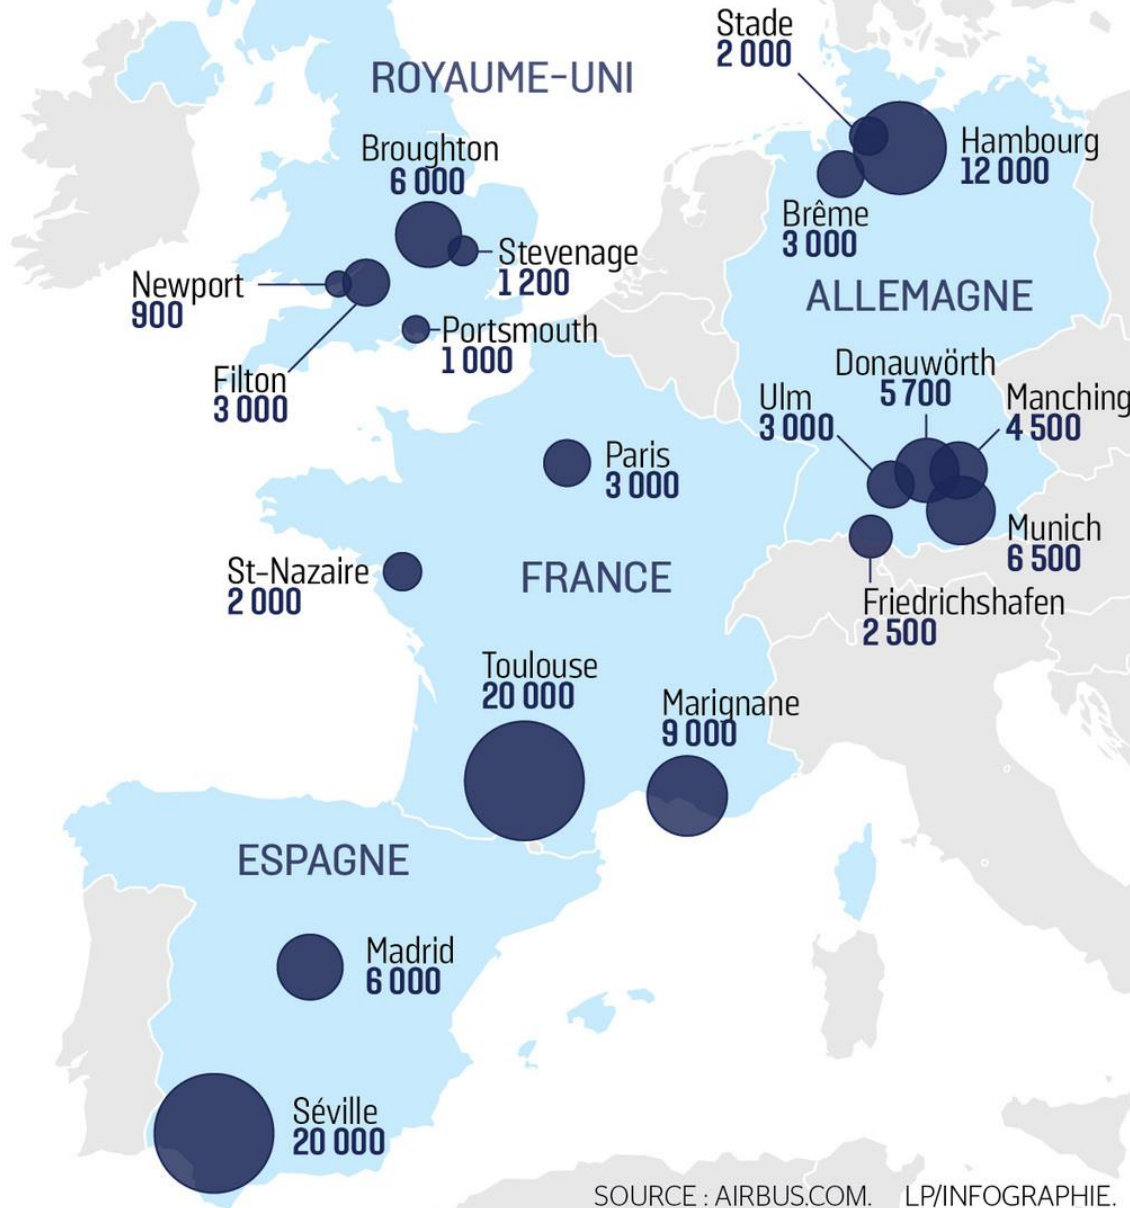 Stade
2 000
ROYAUME-UNI
Hambourg
12 000
Broughton
6 000
Brême
3 000
Stevenage
1 200
Newport
900
ALLEMAGNE
Portsmouth
1 000
Filton
3 000
Donauwörth
5 700
Ulm
3 000
Manching
4 500
Paris
3 000
Munich
6 500
St-Nazaire
2 000
FRANCE
Friedrichshafen
2 500
Toulouse
20 000
Marignane
9 000
ESPAGNE
Madrid
6 000
Séville
20 000
SOURCE : AIRBUS.COM. LP/INFOGRAPHIE.